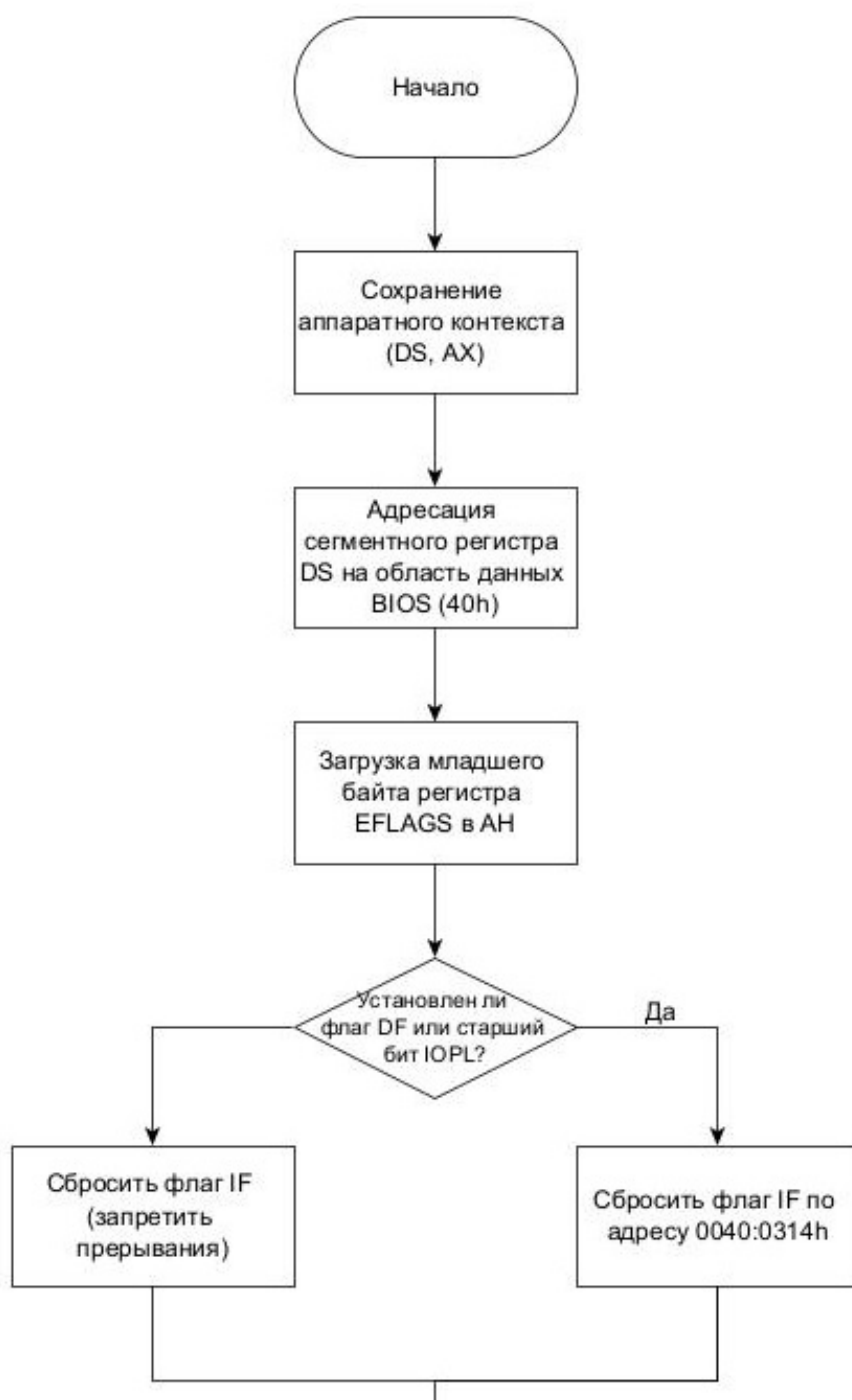 Начало
Сохранение
аппаратного контекста
(DS, AX)
Адресация
сегментного регистра
DS на область данных
BIOS (40h)
Загрузка младшего
байта регистра
EFLAGS в AH
Установлен ли
флаг DF или старший
бит IOPL?
Да
Сбросить флаг IF
(запретить
прерывания)
Сбросить флаг IF по
адресу 0040:0314h